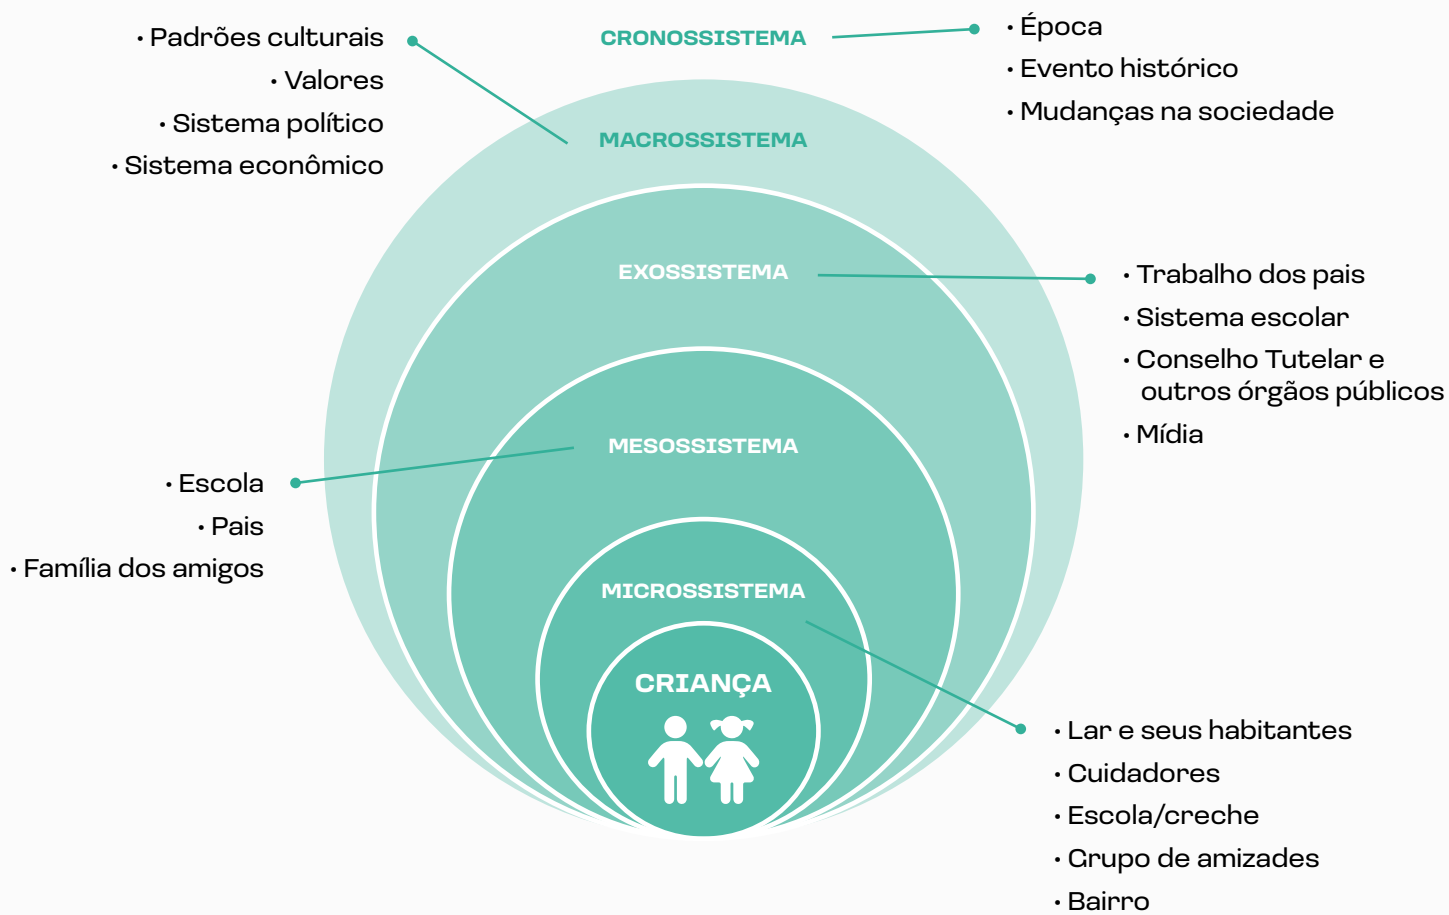 · Padrões culturais
· Valores
· Sistema político
· Sistema econômico
CRONOSSISTEMA
· Época
· Evento histórico
· Mudanças na sociedade
MACROSSISTEMA
EXOSSISTEMA
· Trabalho dos pais
· Sistema escolar
· Conselho Tutelar e
outros órgãos públicos
· Mídia
MESOSSISTEMA
· Escola
· Pais
· Família dos amigos
MICROSSISTEMA
CRIANÇA
· Lar e seus habitantes
· Cuidadores
· Escola/creche
· Grupo de amizades
· Bairro